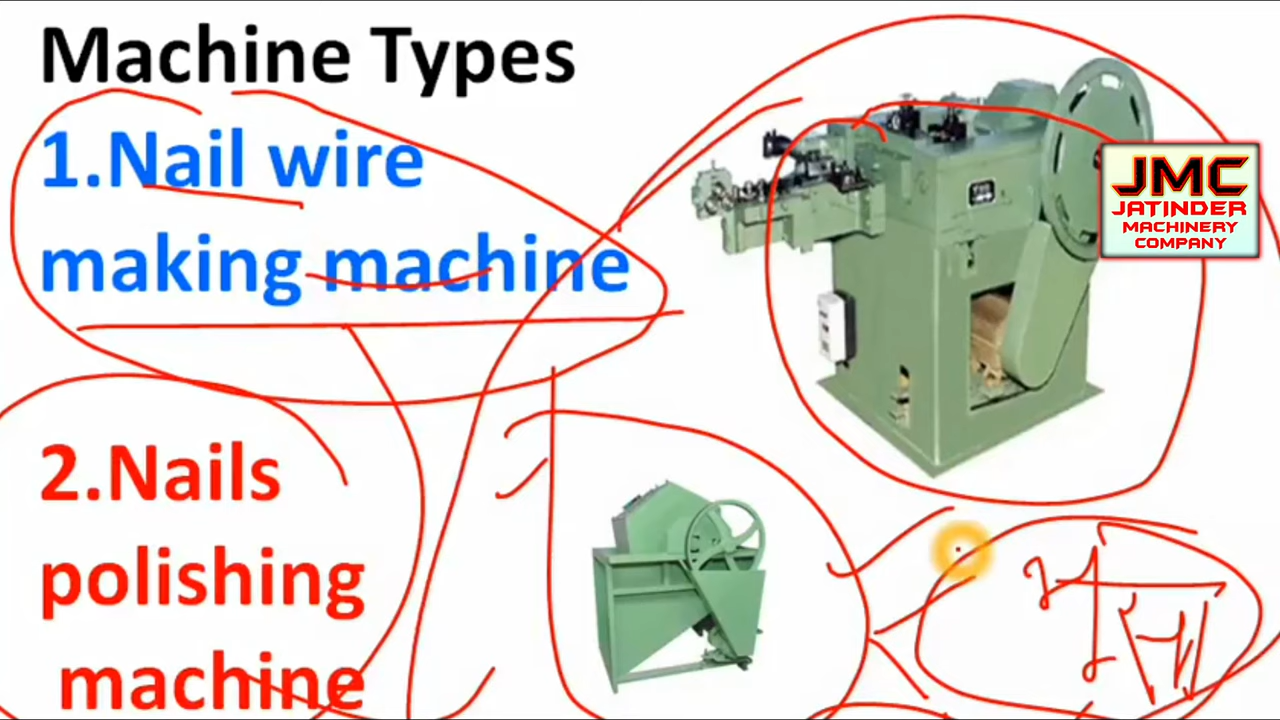 Machine Types
1.Nail wire
making machine
2.Nails
polishing
machine
JMC
JATINDER
MACHINERY
COMPANY